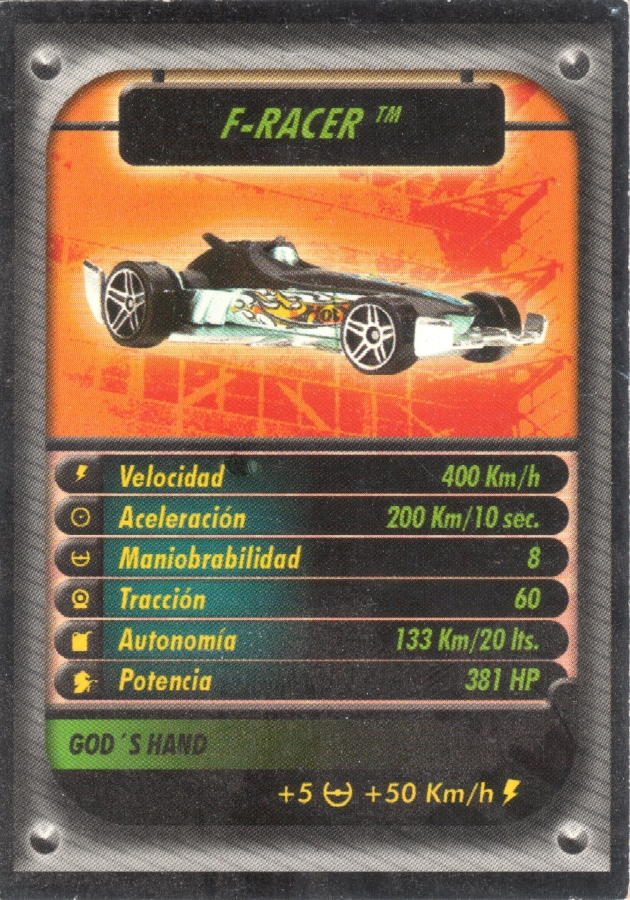 F-RACER ™
HOT
Velocidad 400 Km/h
Aceleración 200 Km/10 sec.
Maniobrabilidad 8
Tracción 60
Autonomía 133 Km/20 lts.
Potencia 381 HP
GOD´S HAND
+5 +50 Km/h